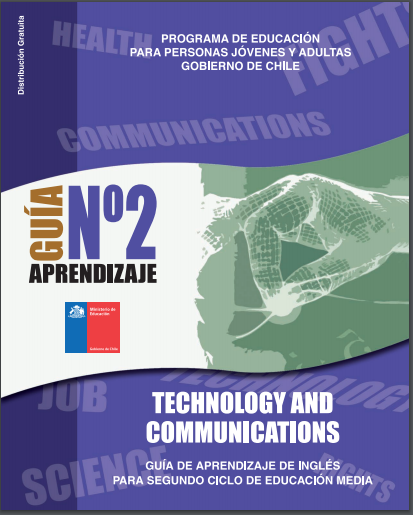 Distribución Gratuita
HEALTH
FIGHT
PROGRAMA DE EDUCACIÓN
PARA PERSONAS JÓVENES Y ADULTAS
GOBIERNO DE CHILE
COMMUNICATIONS
GUÍA
Nº2
APRENDIZAJE
Ministerio de
Educación
Gobierno de Chile
TECHNOLOGY
JOB
TECHNOLOGY AND
COMMUNICATIONS
SCIENCE
RIGHTS
GUÍA DE APRENDIZAJE DE INGLÉS
PARA SEGUNDO CICLO DE EDUCACIÓN MEDIA